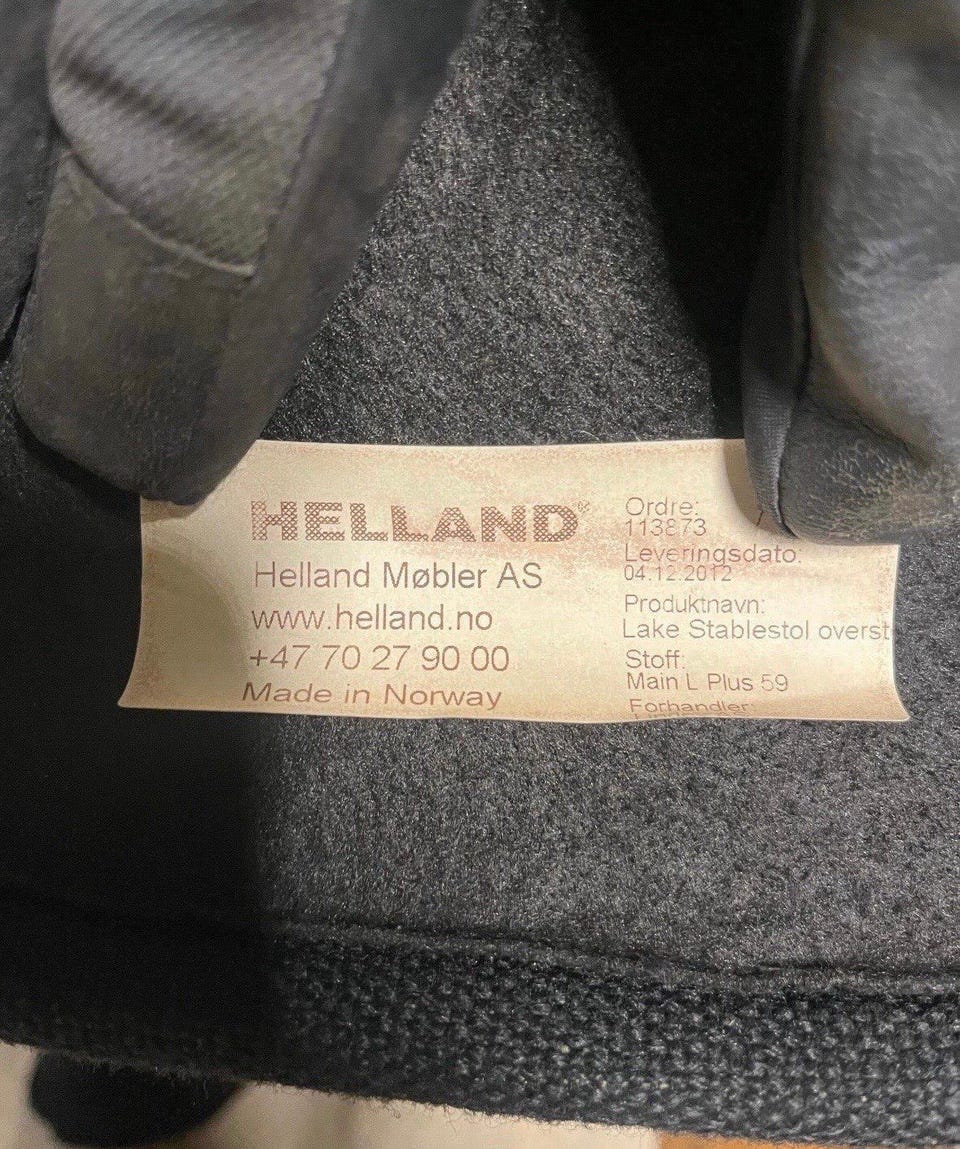 HELLAND®
Helland Møbler AS
www.helland.no
+47 70 27 90 00
Made in Norway
Ordre:
113873
Leveringsdato:
04.12.2012
Produktnavn:
Lake Stablestol overst
Stoff:
Main L Plus 59
Forhandler: